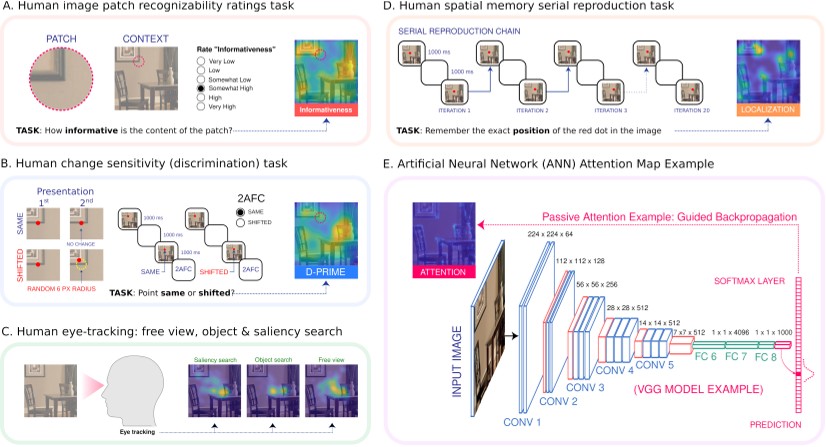 A. Human image patch recognizability ratings task
PATCH
CONTEXT
Rate "Informativeness"
Very Low
Low
Somewhat Low
Somewhat High
High
Very High
Informativeness
TASK: How informative is the content of the patch?
B. Human change sensitivity (discrimination) task
Presentation
1st 2nd
SAME
NO CHANGE
SHIFTED
RANDOM 6 PX RADIUS
1000 ms
1000 ms
1000 ms
SAME
2AFC
SHIFTED
2AFC
2AFC
SAME
SHIFTED
D-PRIME
TASK: Point same or shifted?
C. Human eye-tracking: free view, object & saliency search
Saliency search
Object search
Free view
Eye tracking
D. Human spatial memory serial reproduction task
SERIAL REPRODUCTION CHAIN
1000 ms
1000 ms
ITERATION 1
ITERATION 2
ITERATION 3
ITERATION 20
LOCALIZATION
TASK: Remember the exact position of the red dot in the image
E. Artificial Neural Network (ANN) Attention Map Example
ATTENTION
Passive Attention Example: Guided Backpropagation
224 x 224 x 64
112 x 112 x 128
56 x 56 x 256
28 x 28 x 512
14 x 14 x 512
7 x7 x 512
1 x 1 x 4096
1 x 1 x 1000
SOFTMAX LAYER
INPUT IMAGE
CONV 1
CONV 2
CONV 3
CONV 4
CONV 5
FC 6
FC 7
FC 8
(VGG MODEL EXAMPLE)
PREDICTION